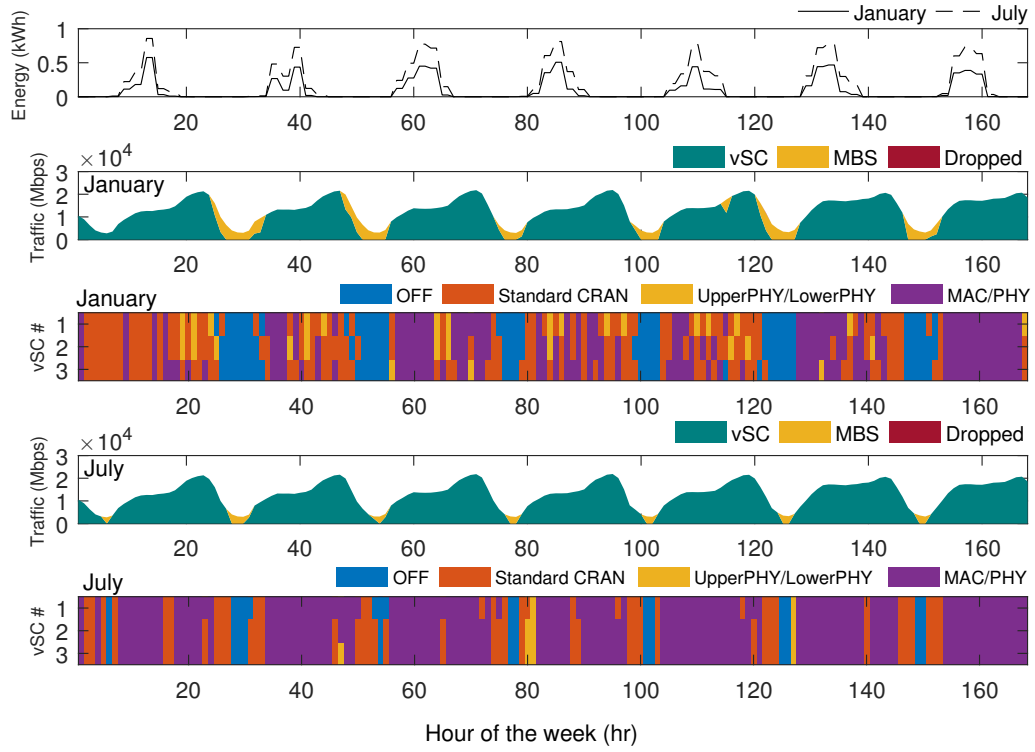 January July
Energy (kWh)
1
0.5
0
20 40 60 80 100 120 140 160
vSC MBS Dropped
× 10⁴
January
Traffic (Mbps)
3
2
1
0
20 40 60 80 100 120 140 160
January
OFF Standard CRAN UpperPHY/LowerPHY MAC/PHY
vSC #
1
2
3
20 40 60 80 100 120 140 160
vSC MBS Dropped
× 10⁴
July
Traffic (Mbps)
3
2
1
0
20 40 60 80 100 120 140 160
July
OFF Standard CRAN UpperPHY/LowerPHY MAC/PHY
vSC #
1
2
3
20 40 60 80 100 120 140 160
Hour of the week (hr)